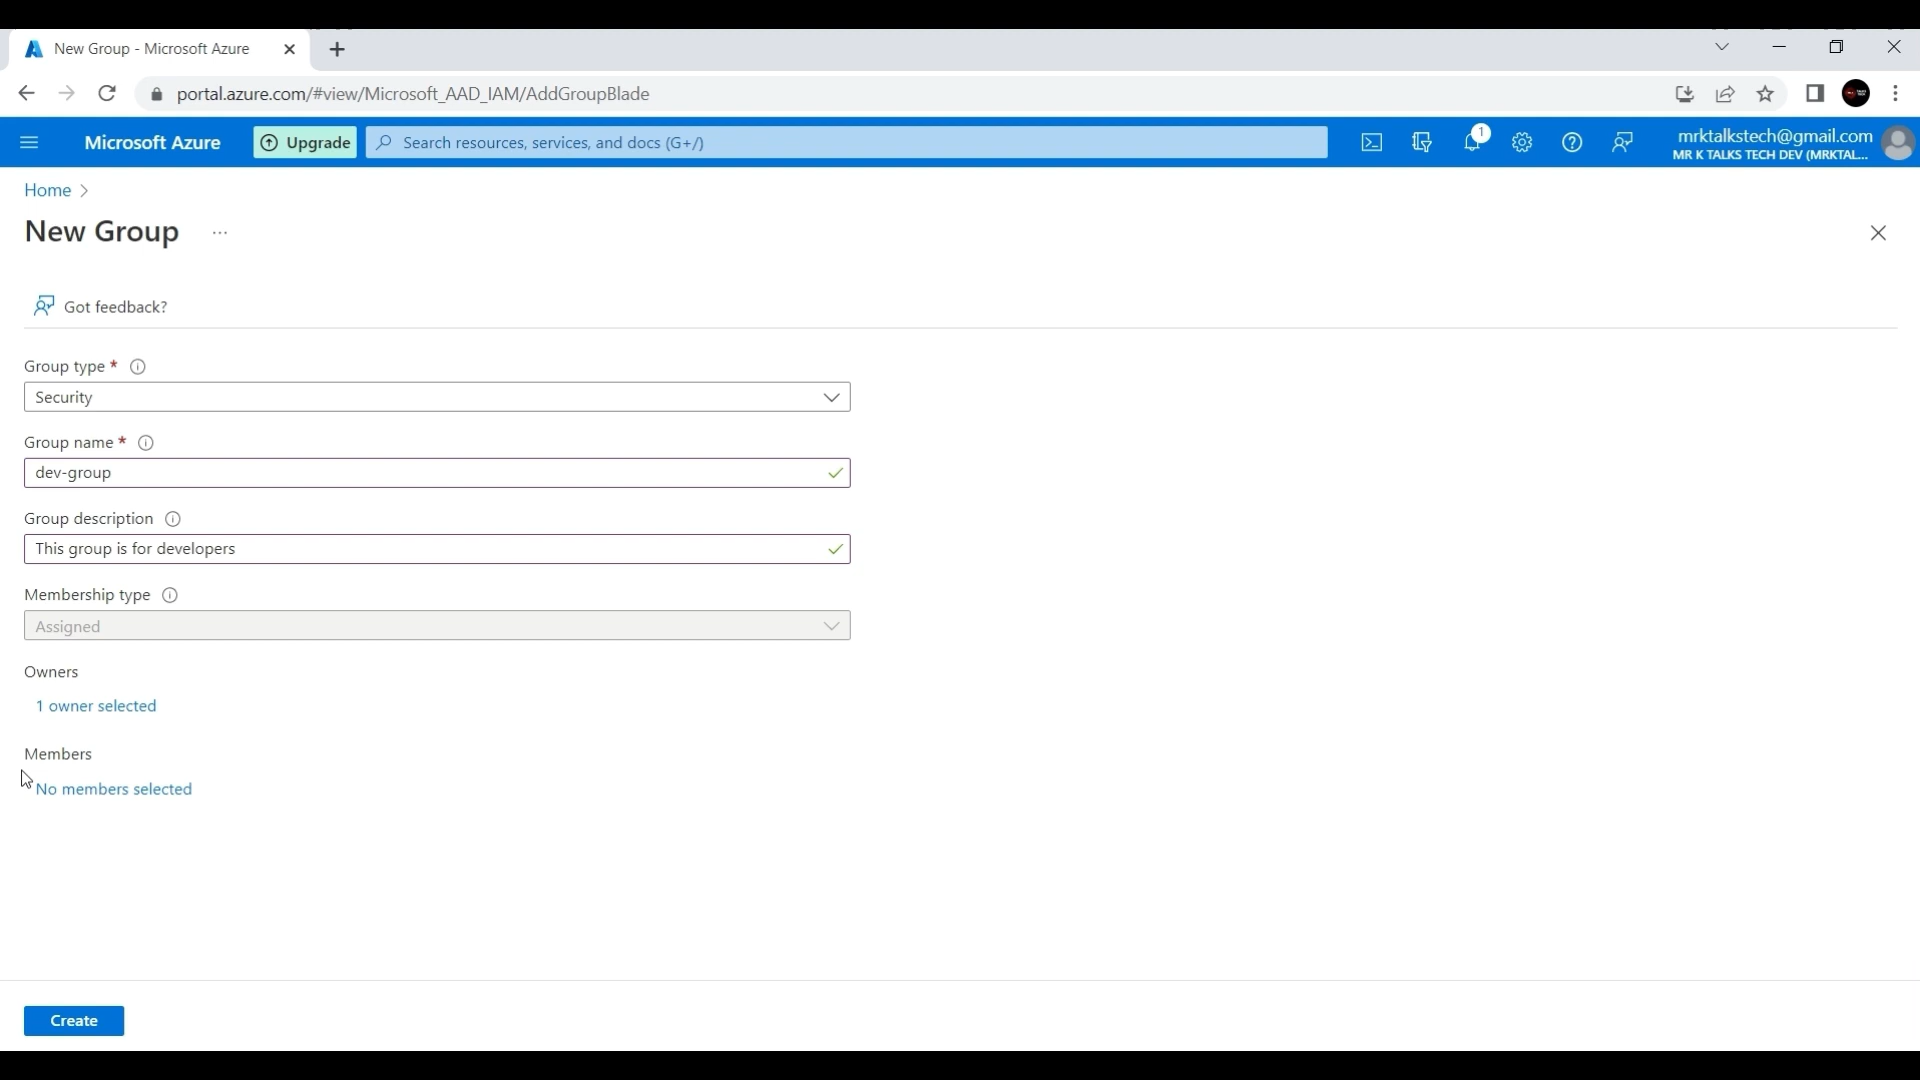 New Group - Microsoft Azure
portal.azure.com/#view/Microsoft_AAD_IAM/AddGroupBlade
Microsoft Azure
Upgrade
Search resources, services, and docs (G+/)
1
mrktalkstech@gmail.com
MR K TALKS TECH DEV (MRKTAL...
Home
New Group
...
Got feedback?
Group type *
Security
Group name *
dev-group
Group description
This group is for developers
Membership type
Assigned
Owners
1 owner selected
Members
No members selected
Create